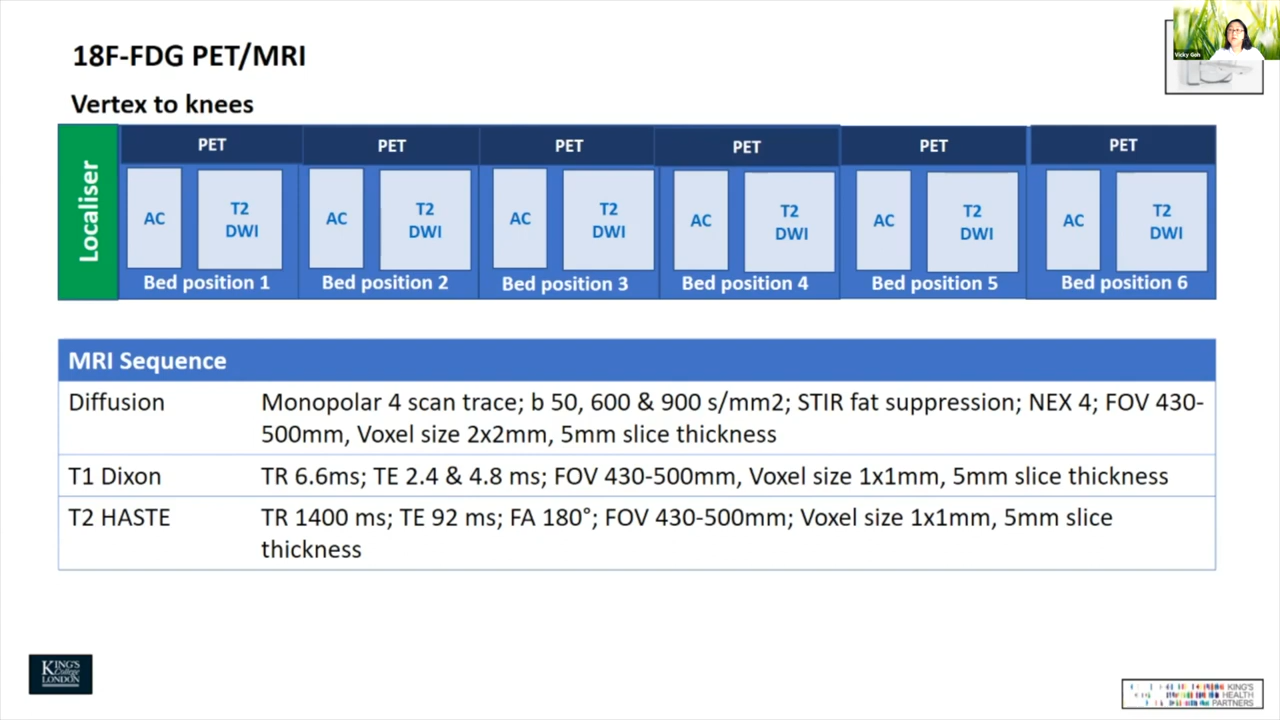 Vicky Goh
18F-FDG PET/MRI
Vertex to knees
Localiser
PET
PET
PET
PET
PET
PET
AC
T2
DWI
AC
T2
DWI
AC
T2
DWI
AC
T2
DWI
AC
T2
DWI
AC
T2
DWI
Bed position 1
Bed position 2
Bed position 3
Bed position 4
Bed position 5
Bed position 6
MRI Sequence
Diffusion
Monopolar 4 scan trace; b 50, 600 & 900 s/mm2; STIR fat suppression; NEX 4; FOV 430-
500mm, Voxel size 2x2mm, 5mm slice thickness
T1 Dixon
TR 6.6ms; TE 2.4 & 4.8 ms; FOV 430-500mm, Voxel size 1x1mm, 5mm slice thickness
T2 HASTE
TR 1400 ms; TE 92 ms; FA 180°; FOV 430-500mm; Voxel size 1x1mm, 5mm slice
thickness
KING'S
College
LONDON
KING'S
HEALTH
PARTNERS